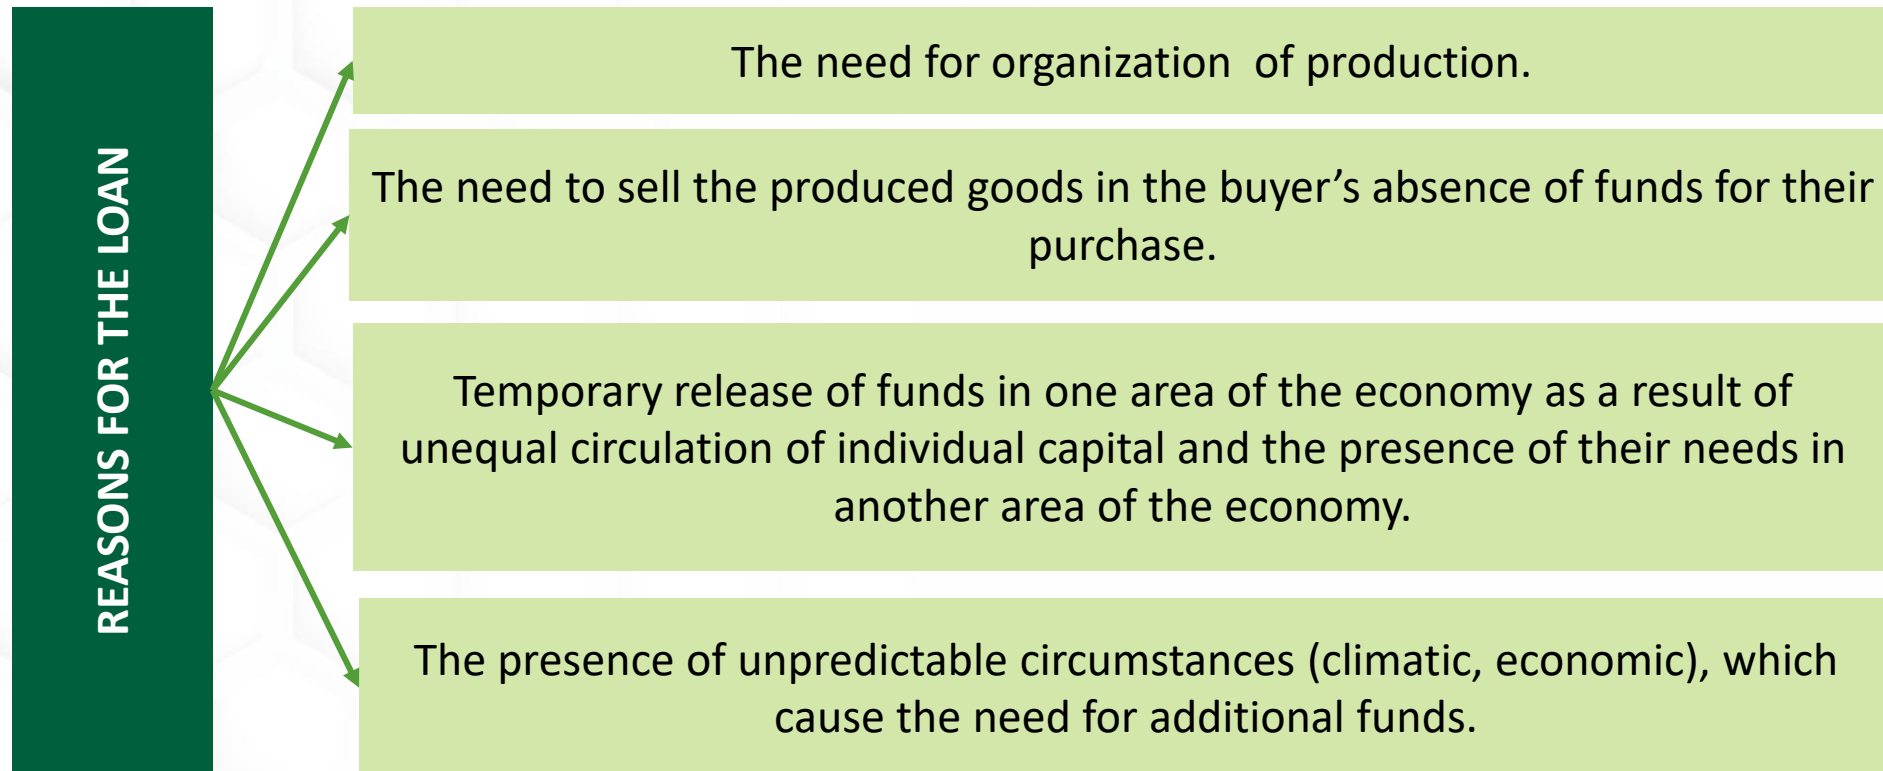 REASONS FOR THE LOAN
The need for organization  of production.
The need to sell the produced goods in the buyer’s absence of funds for their
purchase.
Temporary release of funds in one area of the economy as a result of
unequal circulation of individual capital and the presence of their needs in
another area of the economy.
The presence of unpredictable circumstances (climatic, economic), which
cause the need for additional funds.